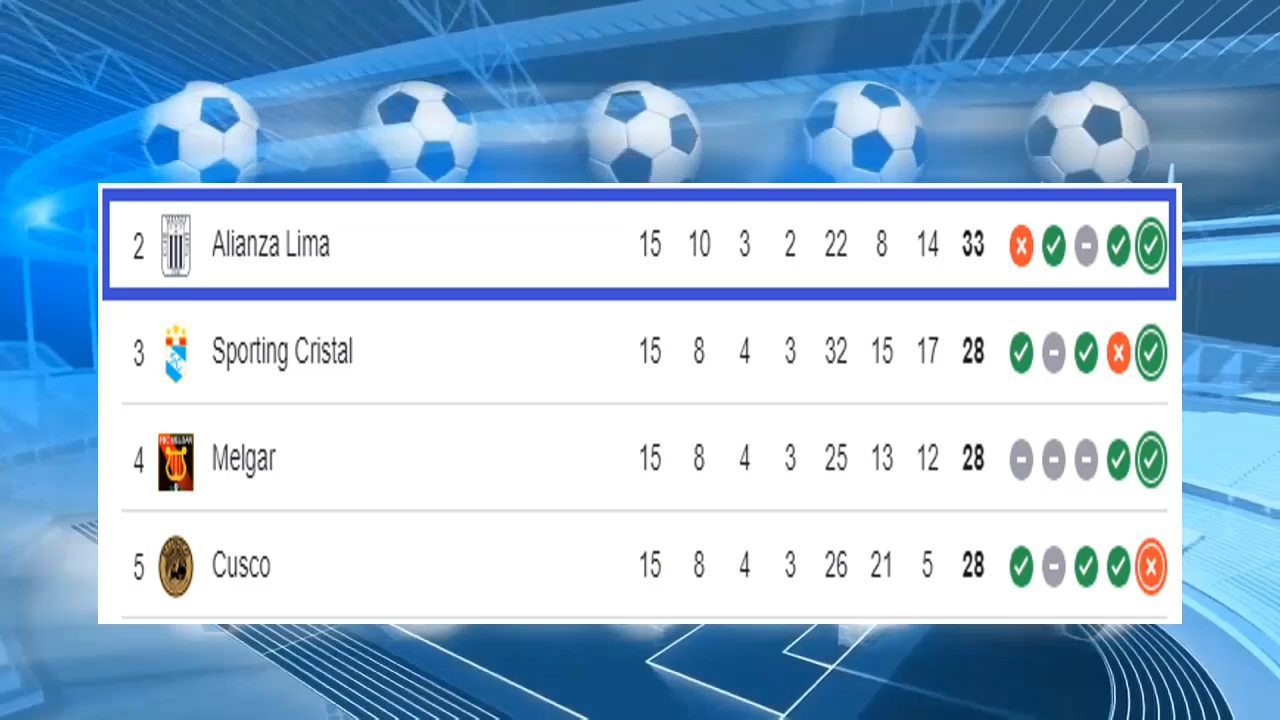 2 Alianza Lima 15 10 3 2 22 8 14 33
3 Sporting Cristal 15 8 4 3 32 15 17 28
4 Melgar 15 8 4 3 25 13 12 28
5 Cusco 15 8 4 3 26 21 5 28